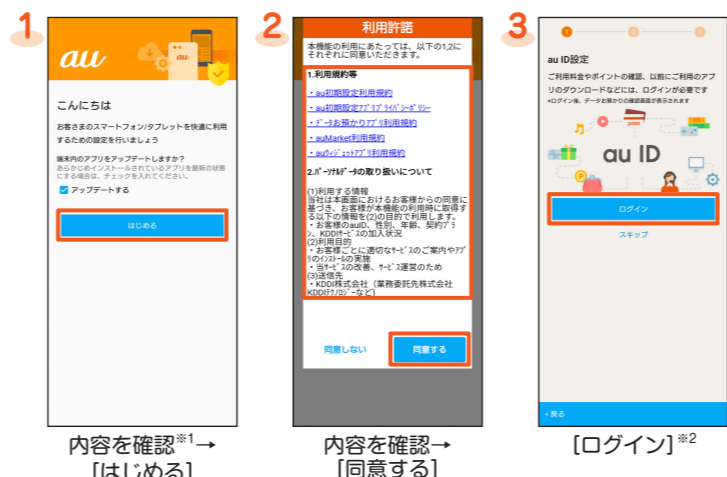 1
au
こんにちは
お客さまのスマートフォン/タブレットを快適に利用
するための設定を行いましょう
端末内のアプリをアップデートしますか?
あらかじめインストールされているアプリを最新の状態
にする場合は、チェックを入れてください。
アップデートする
はじめる
内容を確認※1→
[はじめる]
2
利用許諾
本機能の利用にあたっては、以下の1,2に
それぞれに同意いただきます。
1.利用規約等
・au初期設定利用規約
・au初期設定ｱﾌﾟﾘﾌﾟﾗｲﾊﾞｼｰﾎﾟﾘｼｰ
・ﾃﾞｰﾀお預かりｱﾌﾟﾘ利用規約
・auMarket利用規約
・auｳｨｼﾞｪｯﾄｱﾌﾟﾘ利用規約
2.ﾊﾟｰｿﾅﾙﾃﾞｰﾀの取り扱いについて
(1)利用する情報
当社は本画面におけるお客様からの同意に
基づき、お客様が本機能の利用時に取得す
る以下の情報を(2)の目的で利用します。
・お客様のauID、性別、年齢、契約ﾌﾟﾗ
ﾝ、KDDIｻｰﾋﾞｽの加入状況
(2)利用目的
・お客様ごとに適切なｻｰﾋﾞｽのご案内やｱﾌﾟ
ﾘのｲﾝｽﾄｰﾙの実施
・当ｻｰﾋﾞｽの改善、ｻｰﾋﾞｽ運営のため
(3)送信先
・KDDI株式会社（業務委託先株式会社
KDDIﾃｸﾉﾛｼﾞｰなど)
同意しない
同意する
内容を確認→
[同意する]
3
1
2
3
au ID設定
ご利用料金やポイントの確認、以前にご利用のアプ
リのダウンロードなどには、ログインが必要です
※ログイン後、データお預かりの確認画面が表示されます
au ID
ログイン
スキップ
<戻る
[ログイン]※2